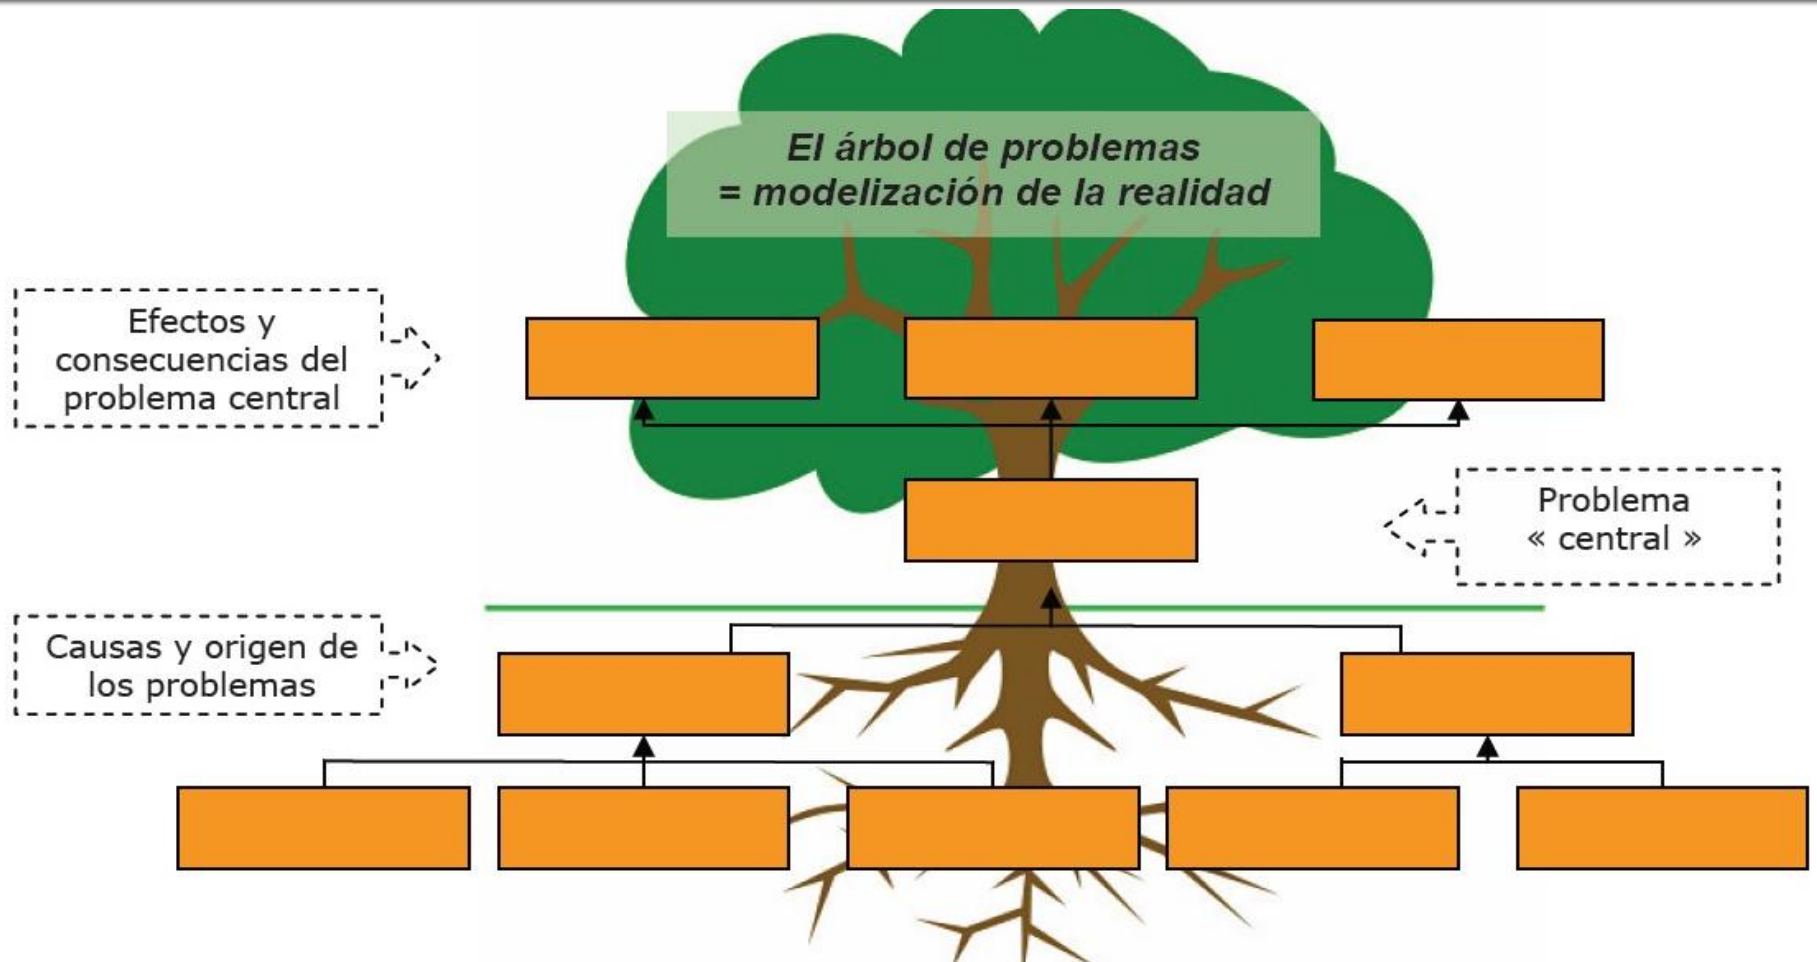 El árbol de problemas
= modelización de la realidad
Efectos y
consecuencias del
problema central
Problema
« central »
Causas y origen de
los problemas